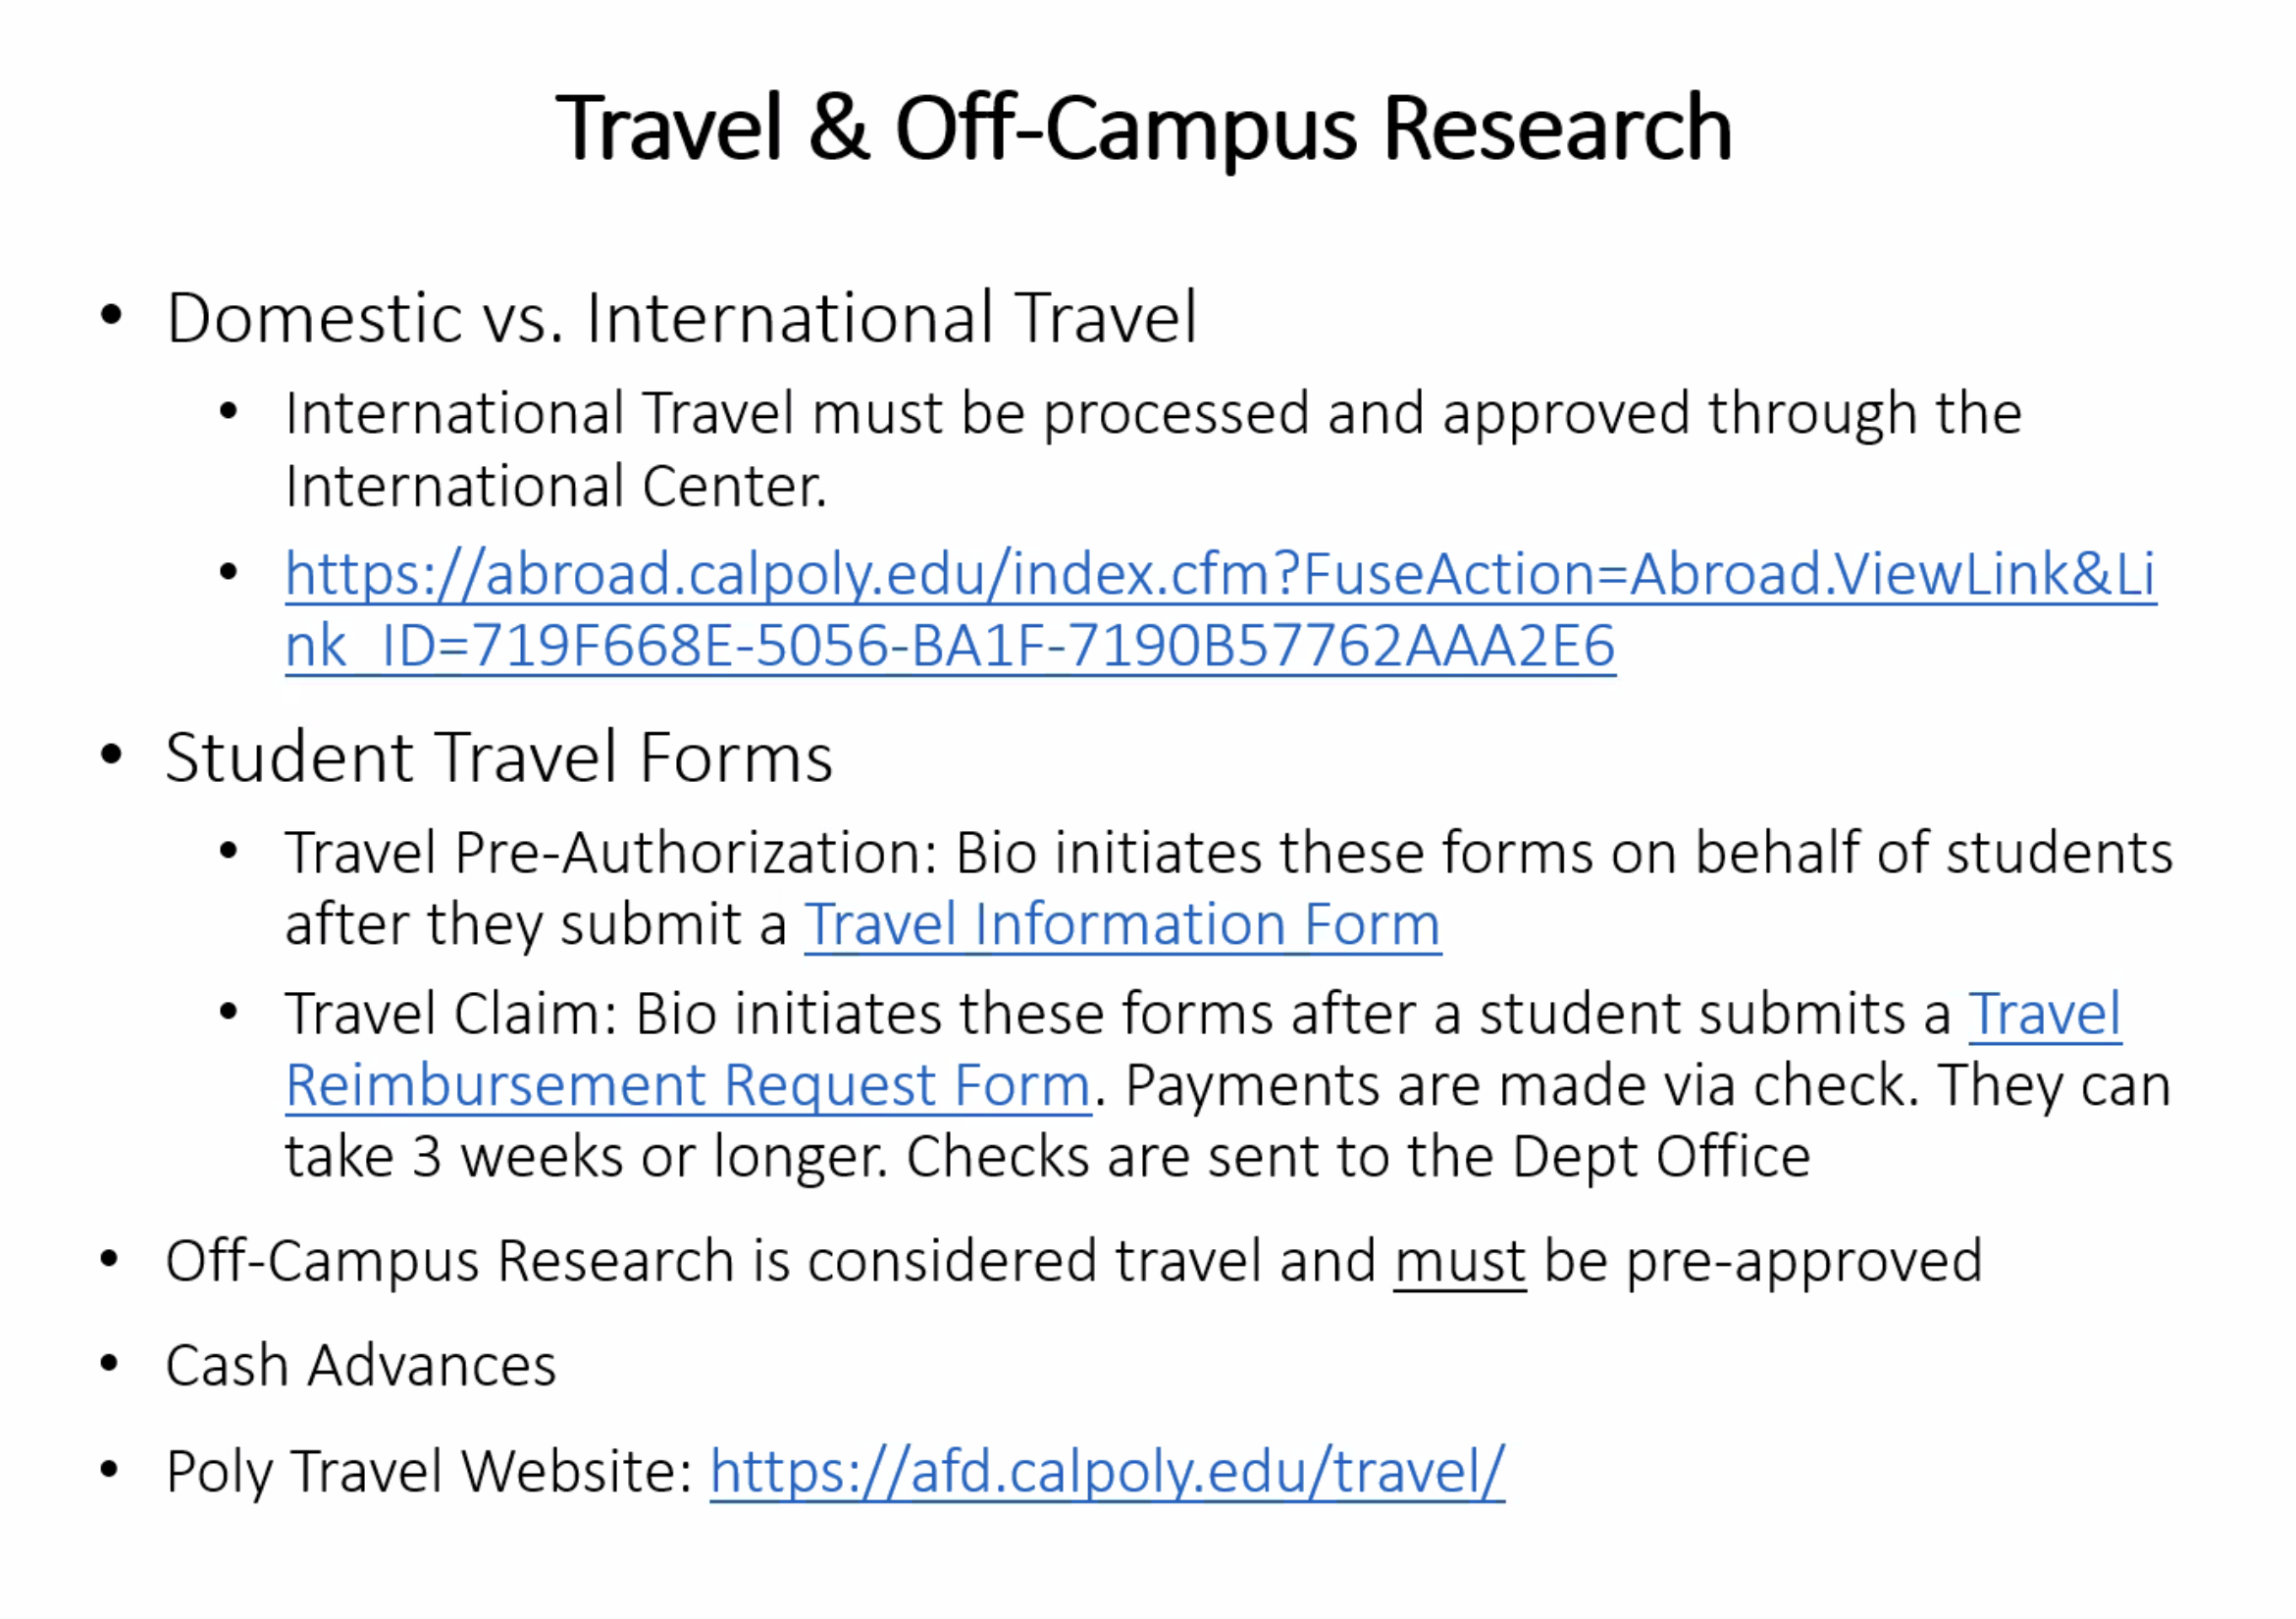 Travel & Off-Campus Research
• Domestic vs. International Travel
• International Travel must be processed and approved through the
International Center.
• https://abroad.calpoly.edu/index.cfm?FuseAction=Abroad.ViewLink&Li
nk_ID=719F668E-5056-BA1F-7190B57762AAA2E6
• Student Travel Forms
• Travel Pre-Authorization: Bio initiates these forms on behalf of students
after they submit a Travel Information Form
• Travel Claim: Bio initiates these forms after a student submits a Travel
Reimbursement Request Form. Payments are made via check. They can
take 3 weeks or longer. Checks are sent to the Dept Office
• Off-Campus Research is considered travel and must be pre-approved
• Cash Advances
• Poly Travel Website: https://afd.calpoly.edu/travel/